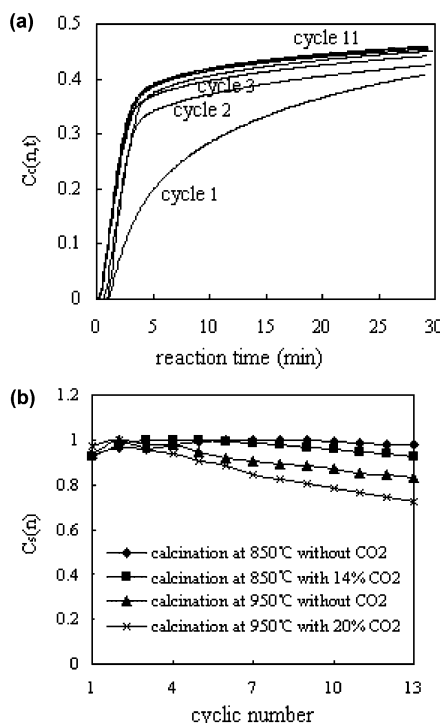 (a)
0.5
0.4
0.3
0.2
0.1
0
Cc(n,t)
cycle 11
cycle 3
cycle 2
cycle 1
0 5 10 15 20 25 30
reaction time (min)
(b)
1.2
1
0.8
0.6
0.4
0.2
0
Cs(n)
calcination at 850℃ without CO2
calcination at 850℃ with 14% CO2
calcination at 950℃ without CO2
calcination at 950℃ with 20% CO2
1 4 7 10 13
cyclic number